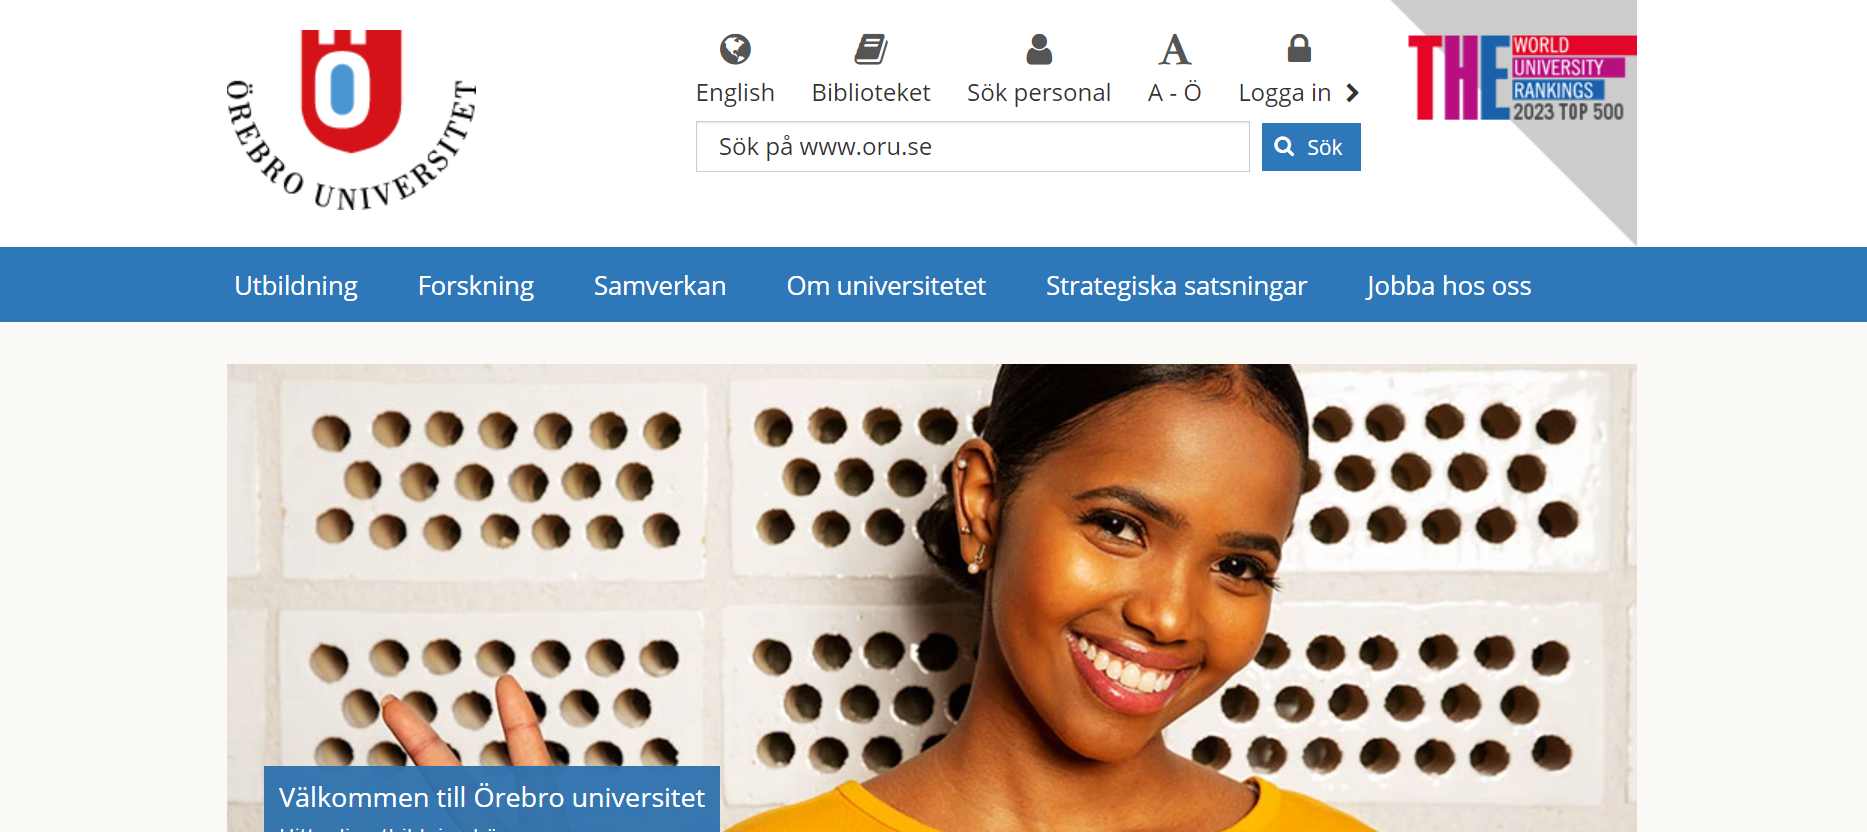 ÖREBRO UNIVERSITET
English
Biblioteket
Sök personal
A - Ö
Logga in
Sök på www.oru.se
Sök
THE WORLD
UNIVERSITY
RANKINGS
2023 TOP 500
Utbildning
Forskning
Samverkan
Om universitetet
Strategiska satsningar
Jobba hos oss
Välkommen till Örebro universitet